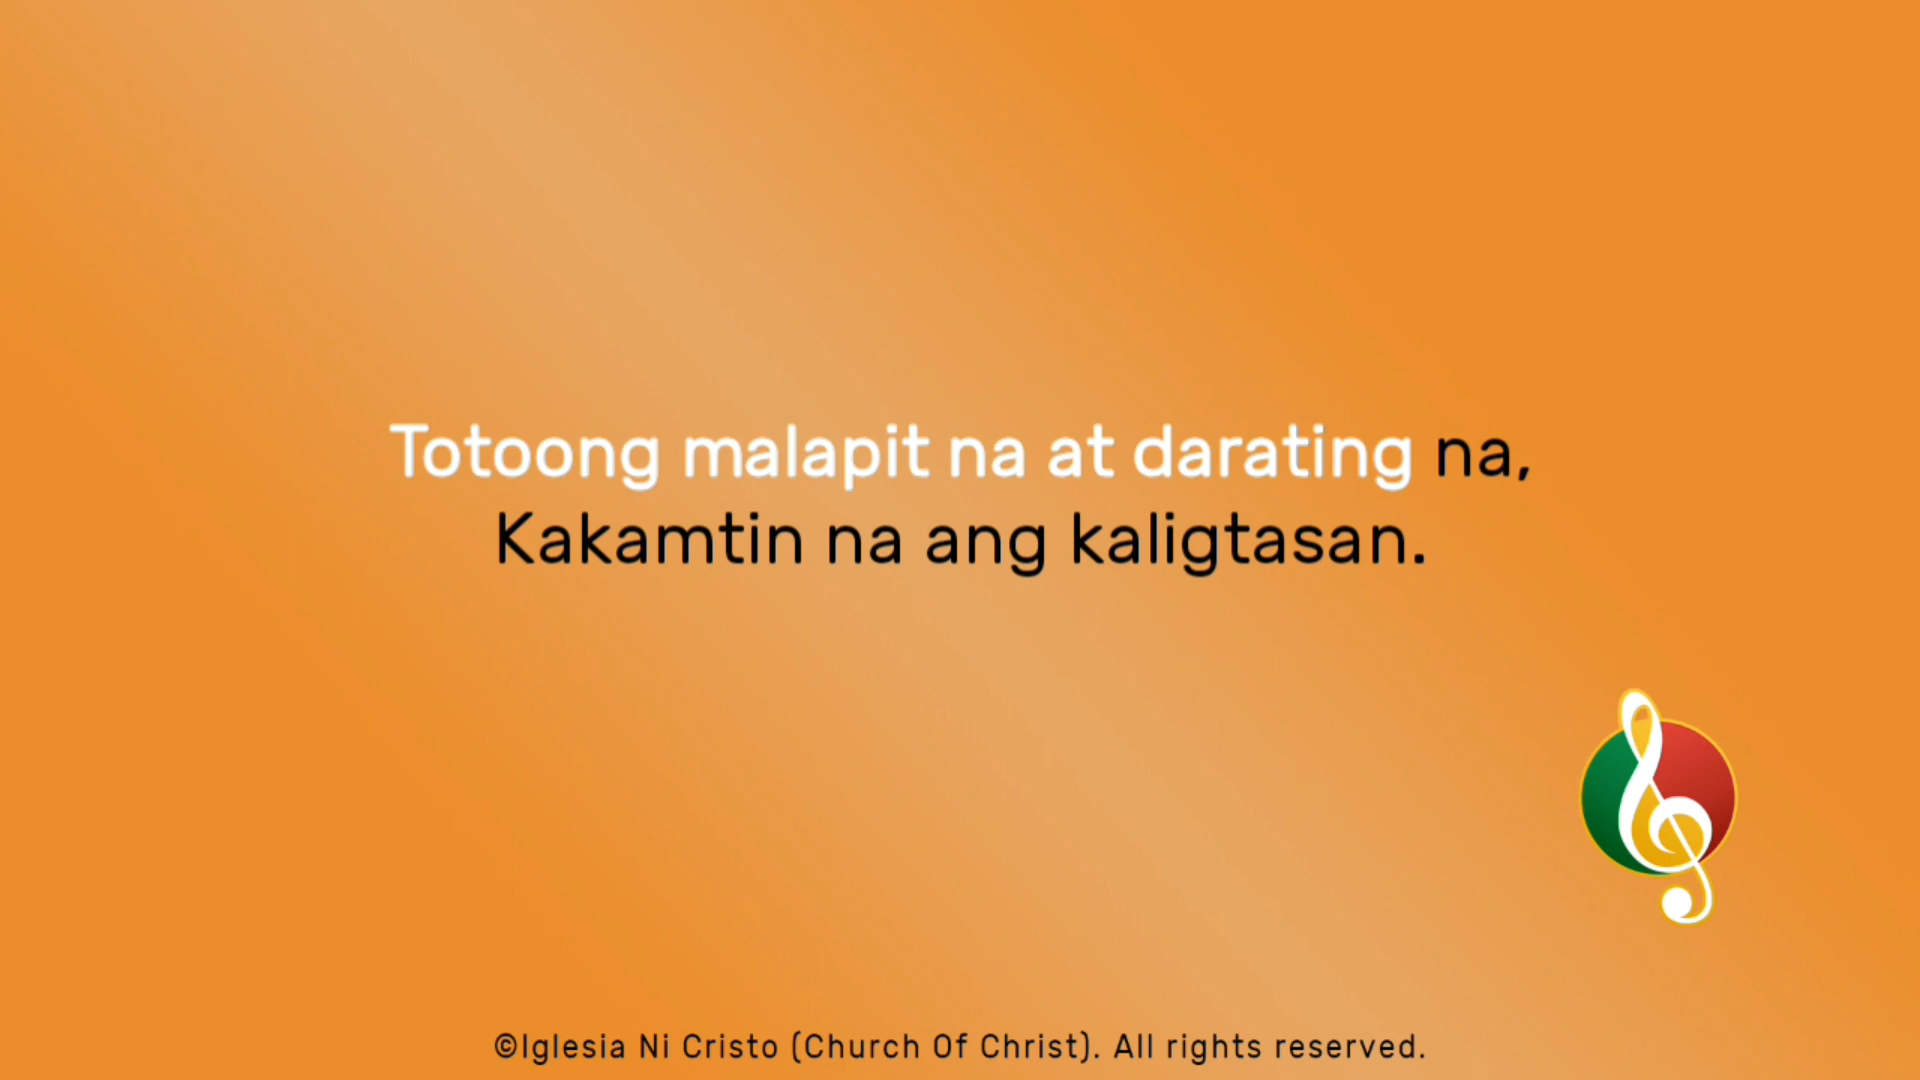 Totoong malapit na at darating na,
Kakamtin na ang kaligtasan.
©Iglesia Ni Cristo (Church Of Christ). All rights reserved.